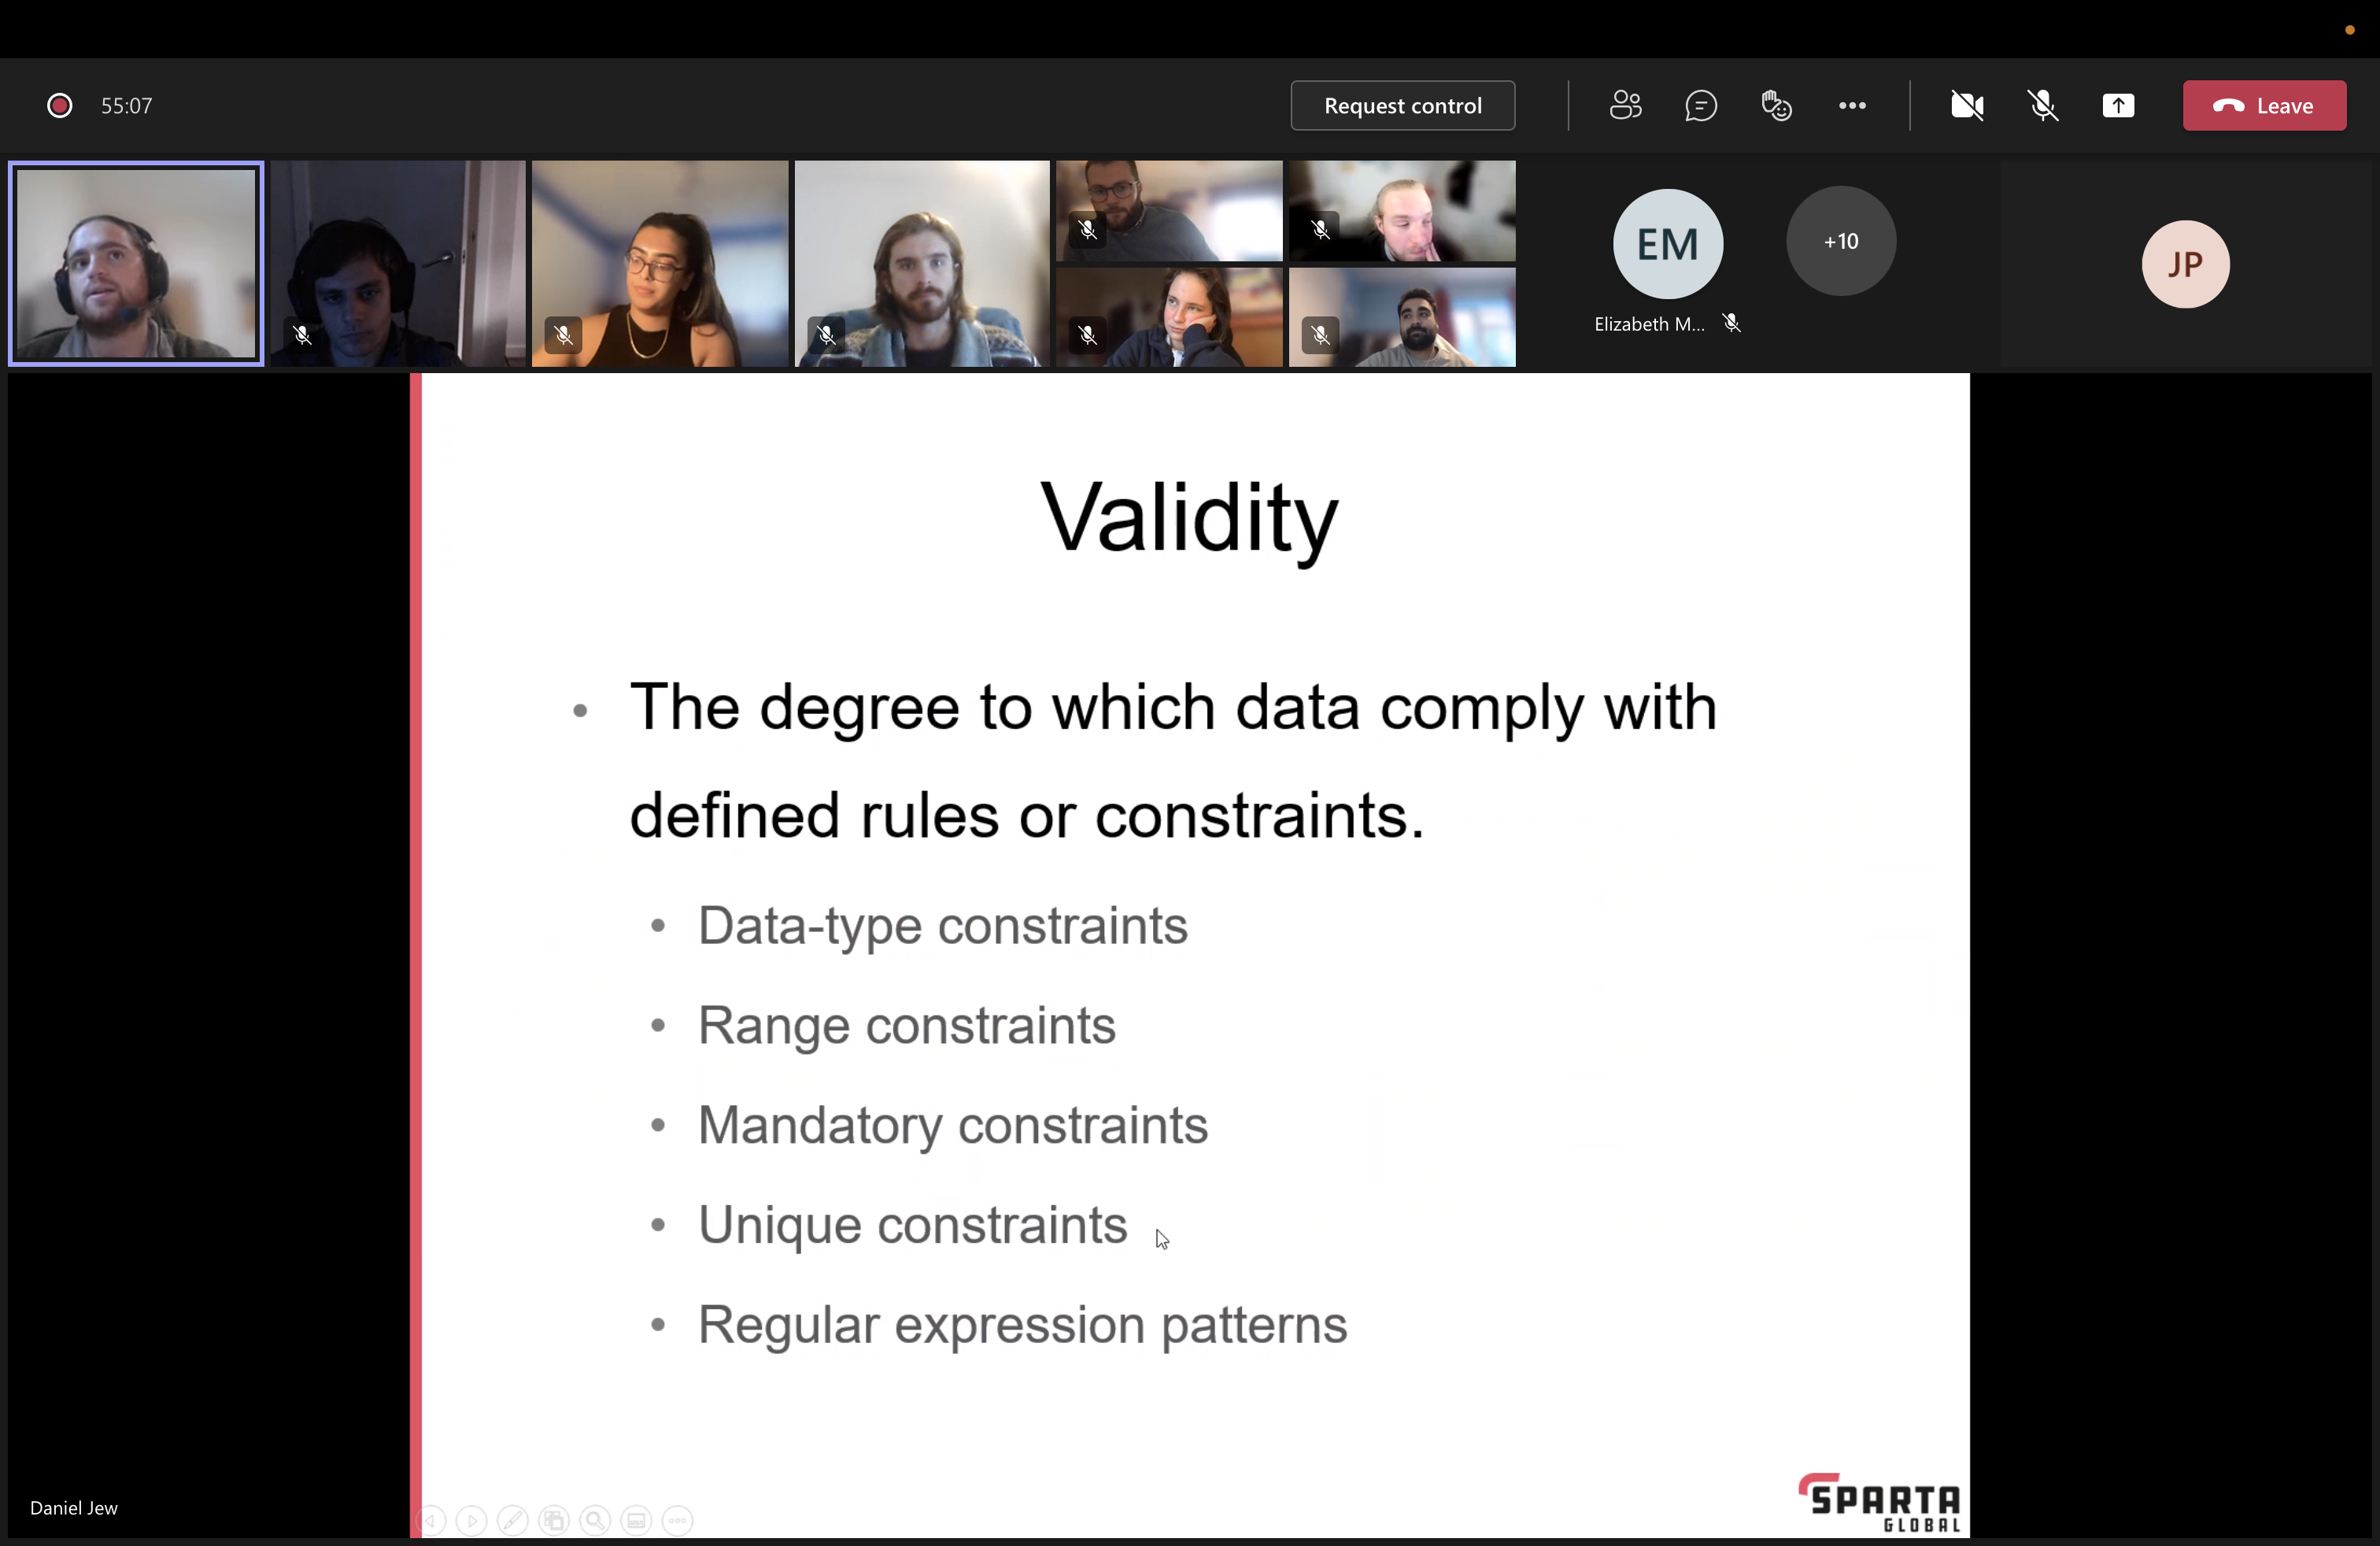 55:07
Request control
Leave
EM
+10
JP
Elizabeth M...
Validity
The degree to which data comply with
defined rules or constraints.
Data-type constraints
Range constraints
Mandatory constraints
Unique constraints
Regular expression patterns
Daniel Jew
SPARTA
GLOBAL